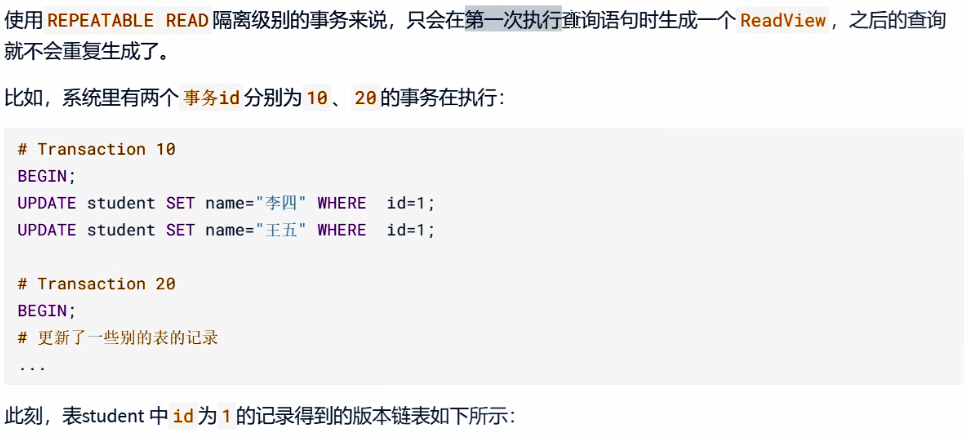 使用 REPEATABLE READ 隔离级别的事务来说，只会在第一次执行查询语句时生成一个 ReadView，之后的查询
就不会重复生成了。
比如，系统里有两个 事务id 分别为 10、20 的事务在执行：
# Transaction 10
BEGIN;
UPDATE student SET name="李四" WHERE  id=1;
UPDATE student SET name="王五" WHERE  id=1;
# Transaction 20
BEGIN;
# 更新了一些别的表的记录
...
此刻，表student 中 id 为 1 的记录得到的版本链表如下所示：